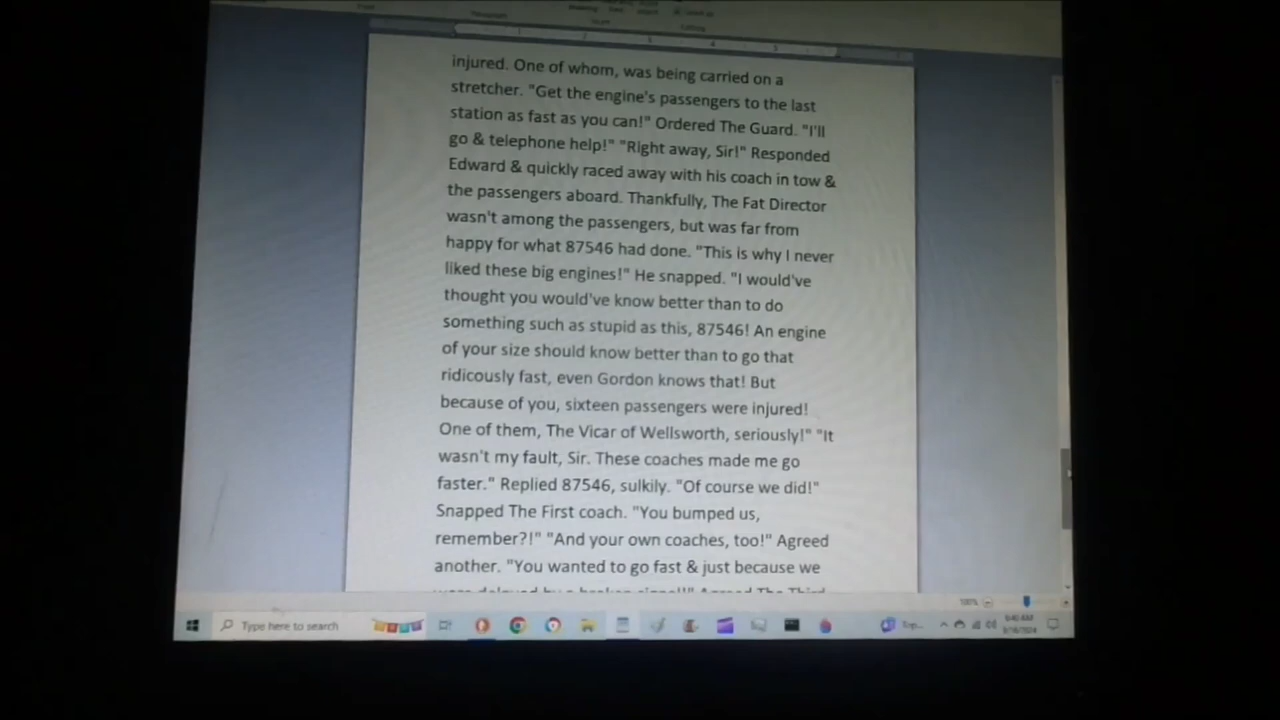 injured. One of whom, was being carried on a
stretcher. "Get the engine's passengers to the last
station as fast as you can!" Ordered The Guard. "I'll
go & telephone help!" "Right away, Sir!" Responded
Edward & quickly raced away with his coach in tow &
the passengers aboard. Thankfully, The Fat Director
wasn't among the passengers, but was far from
happy for what 87546 had done. "This is why I never
liked these big engines!" He snapped. "I would've
thought you would've know better than to do
something such as stupid as this, 87546! An engine
of your size should know better than to go that
ridicously fast, even Gordon knows that! But
because of you, sixteen passengers were injured!
One of them, The Vicar of Wellsworth, seriously!" "It
wasn't my fault, Sir. These coaches made me go
faster." Replied 87546, sulkily. "Of course we did!"
Snapped The First coach. "You bumped us,
remember?!" "And your own coaches, too!" Agreed
another. "You wanted to go fast & just because we
100%
Type here to search